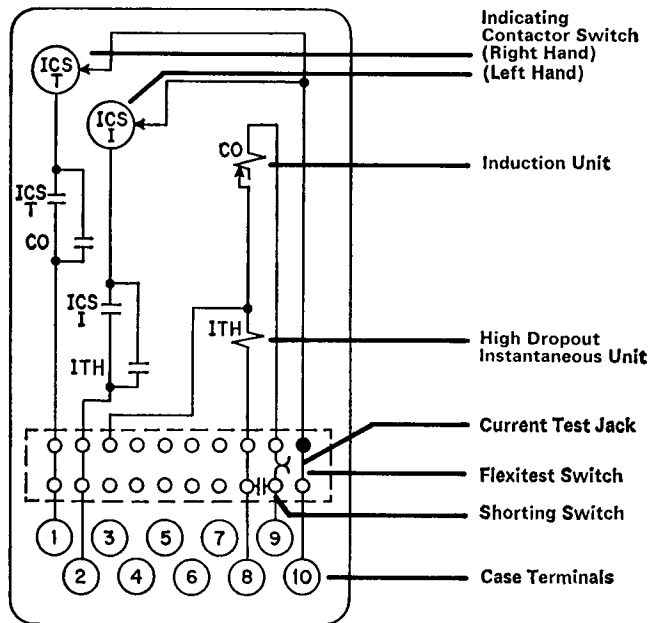 Indicating
Contactor Switch
(Right Hand)
(Left Hand)
ICS
T
ICS
I
CO
Induction Unit
ICS
T
CO
ICS
I
ITH
ITH
High Dropout
Instantaneous Unit
Current Test Jack
Flexitest Switch
Shorting Switch
1 3 5 7 9
2 4 6 8 10
Case Terminals